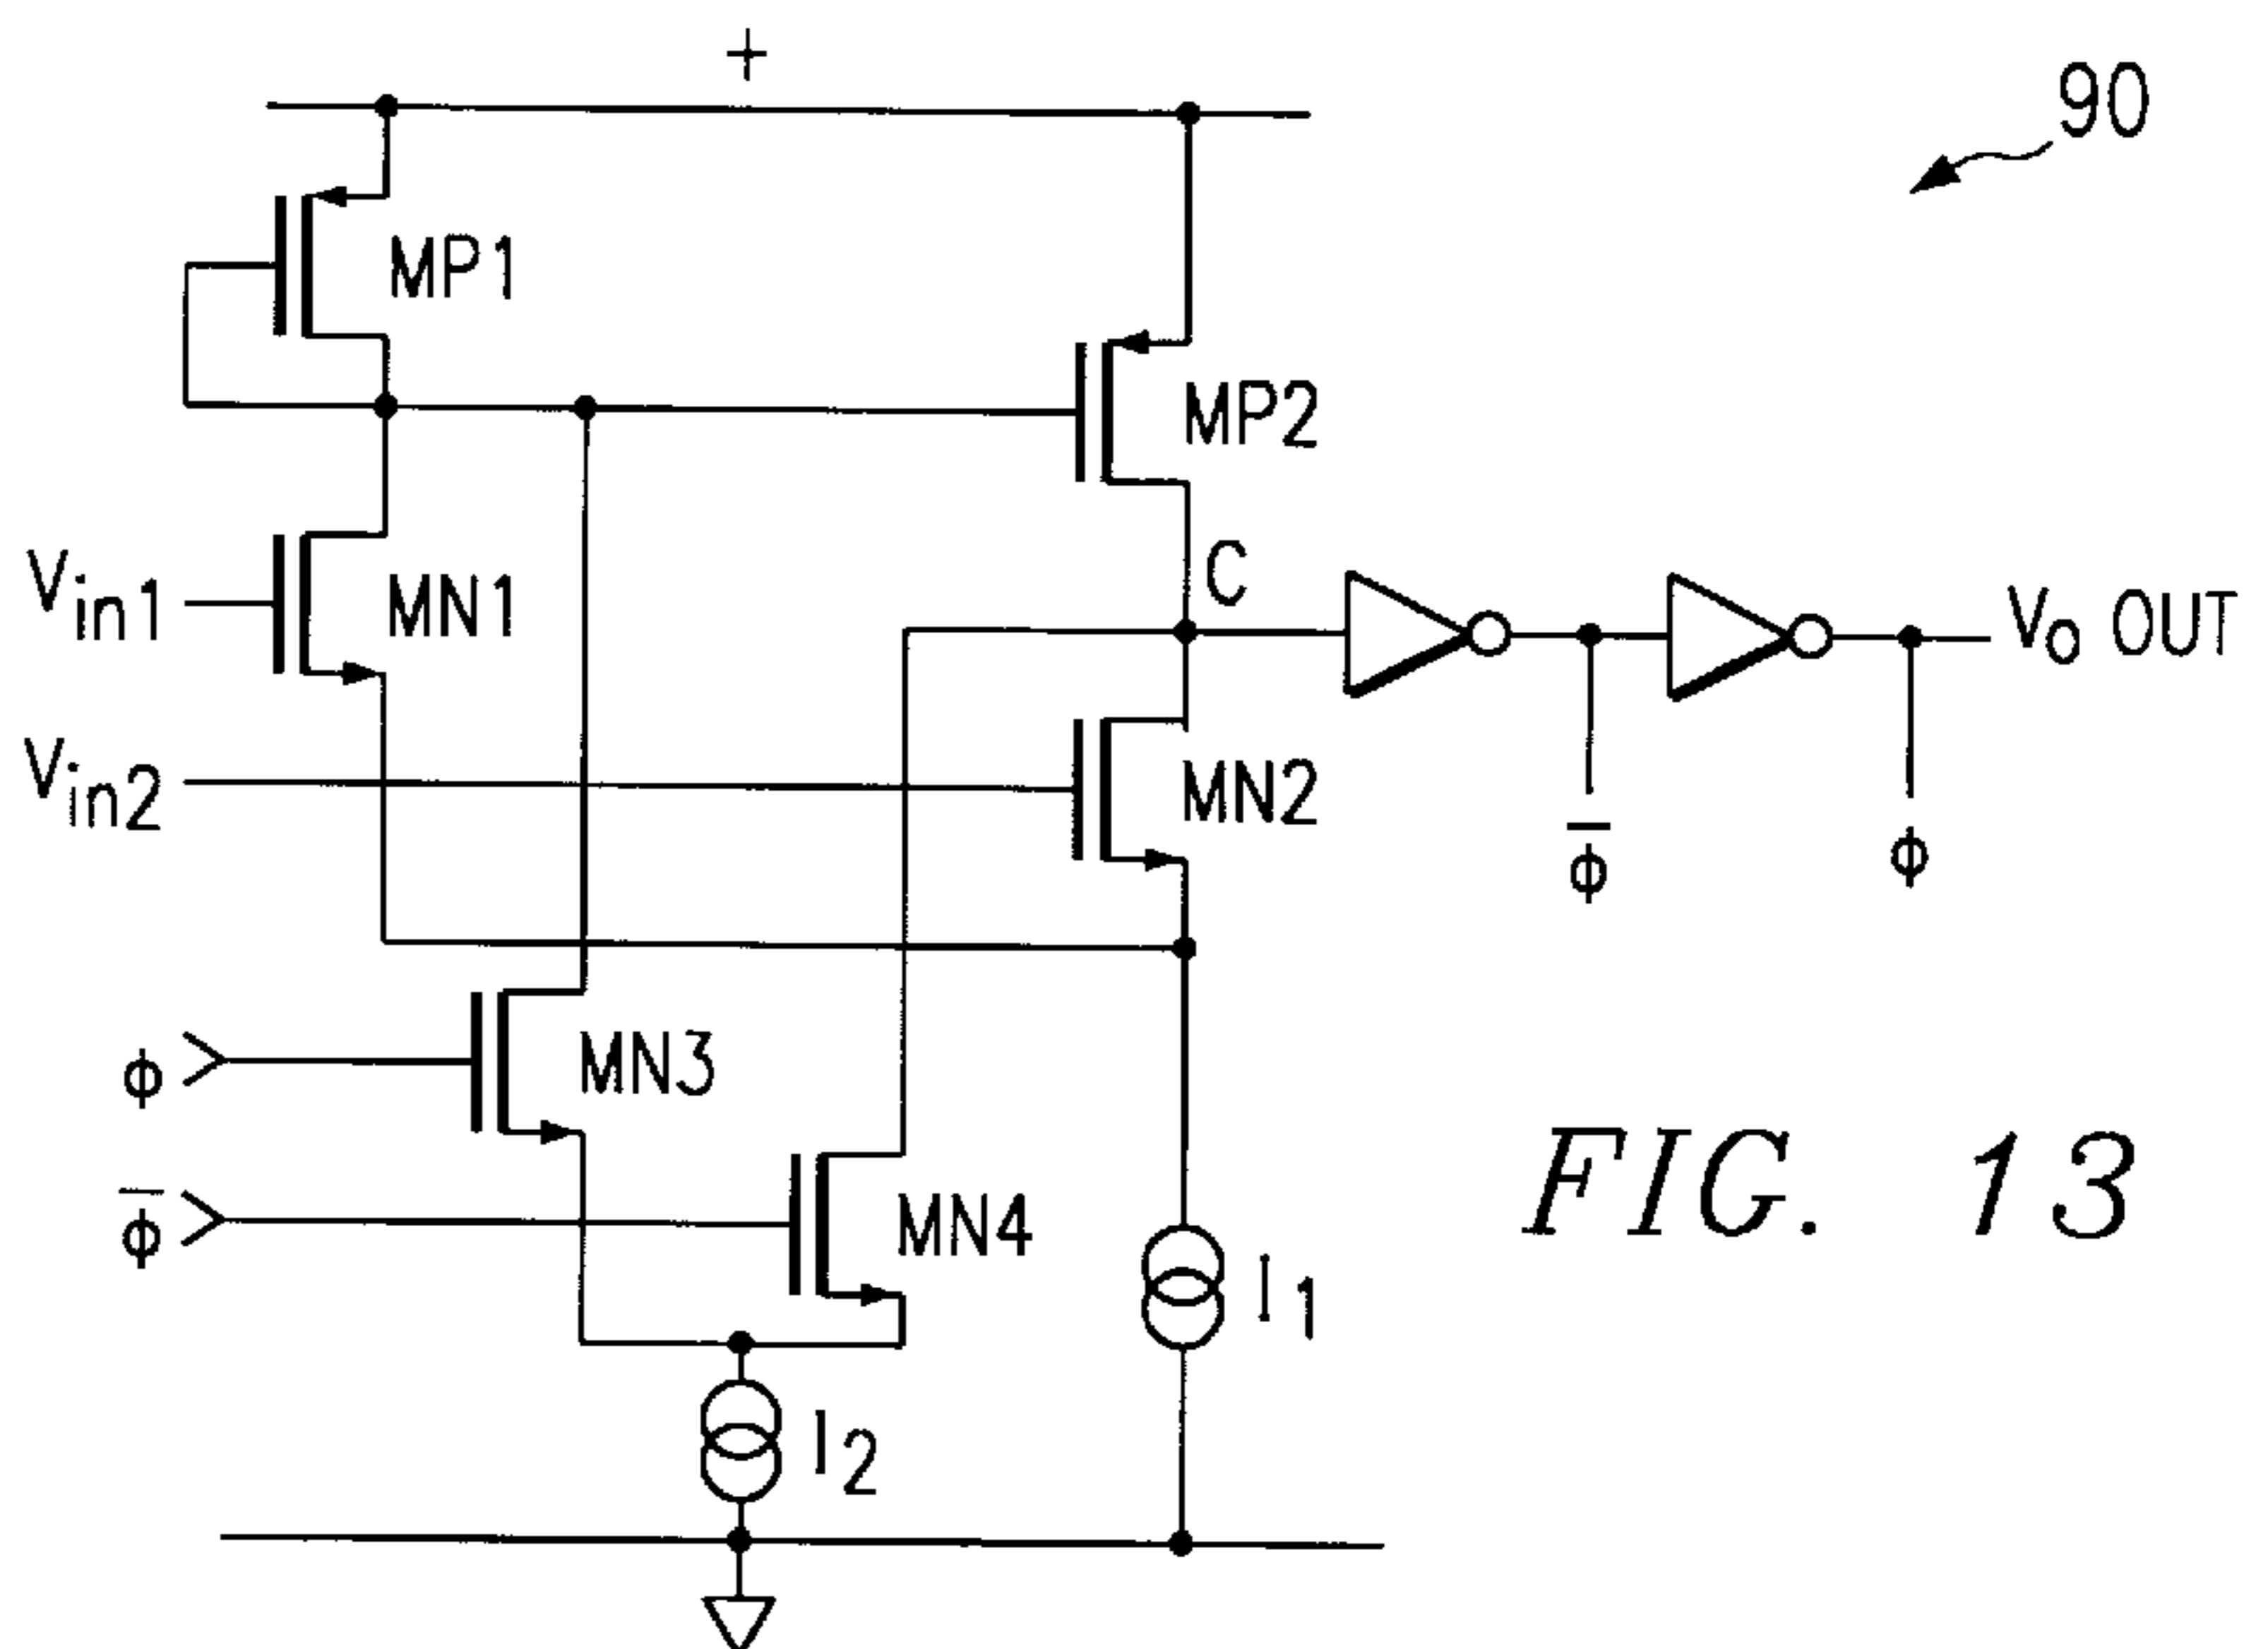 +
90
MP1
MP2
C
Vin1
MN1
Vo OUT
Vin2
MN2
ϕ̅
ϕ
ϕ
MN3
ϕ̅
MN4
I1
I2
FIG. 13